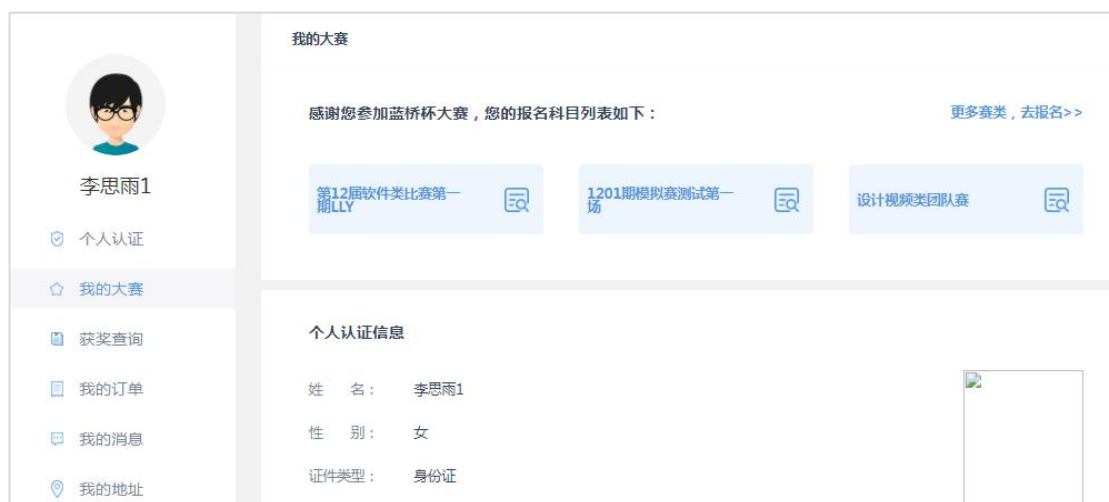 我的大赛
感谢您参加蓝桥杯大赛，您的报名科目列表如下：
更多赛类，去报名>>
第12届软件类比赛第一
期LLY
1201期模拟赛测试第一
场
设计视频类团队赛
李思雨1
个人认证
我的大赛
获奖查询
我的订单
我的消息
我的地址
个人认证信息
姓 名： 李思雨1
性 别： 女
证件类型： 身份证